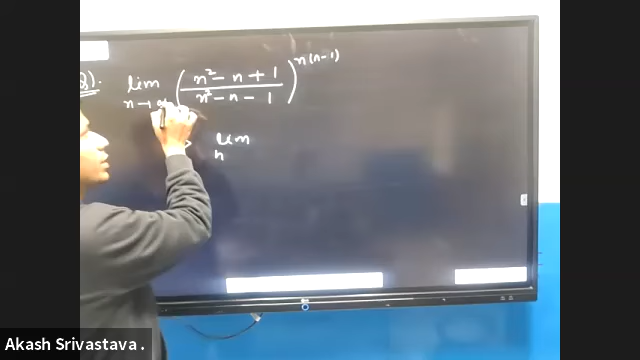 Q). lim n→∞ ( (n² - n + 1) / (n² - n - 1) )^n(n-1)
lim
n
Akash Srivastava .